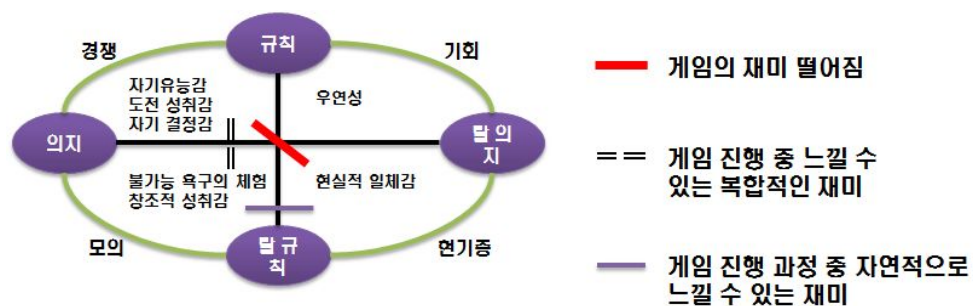 규칙
경쟁
기회
자기유능감
도전 성취감
자기 결정감
우연성
의지
탈 의
지
불가능 욕구의 체험
창조적 성취감
현실적 일체감
모의
탈 규
칙
현기증
게임의 재미 떨어짐
게임 진행 중 느낄 수
있는 복합적인 재미
게임 진행 과정 중 자연적으로
느낄 수 있는 재미